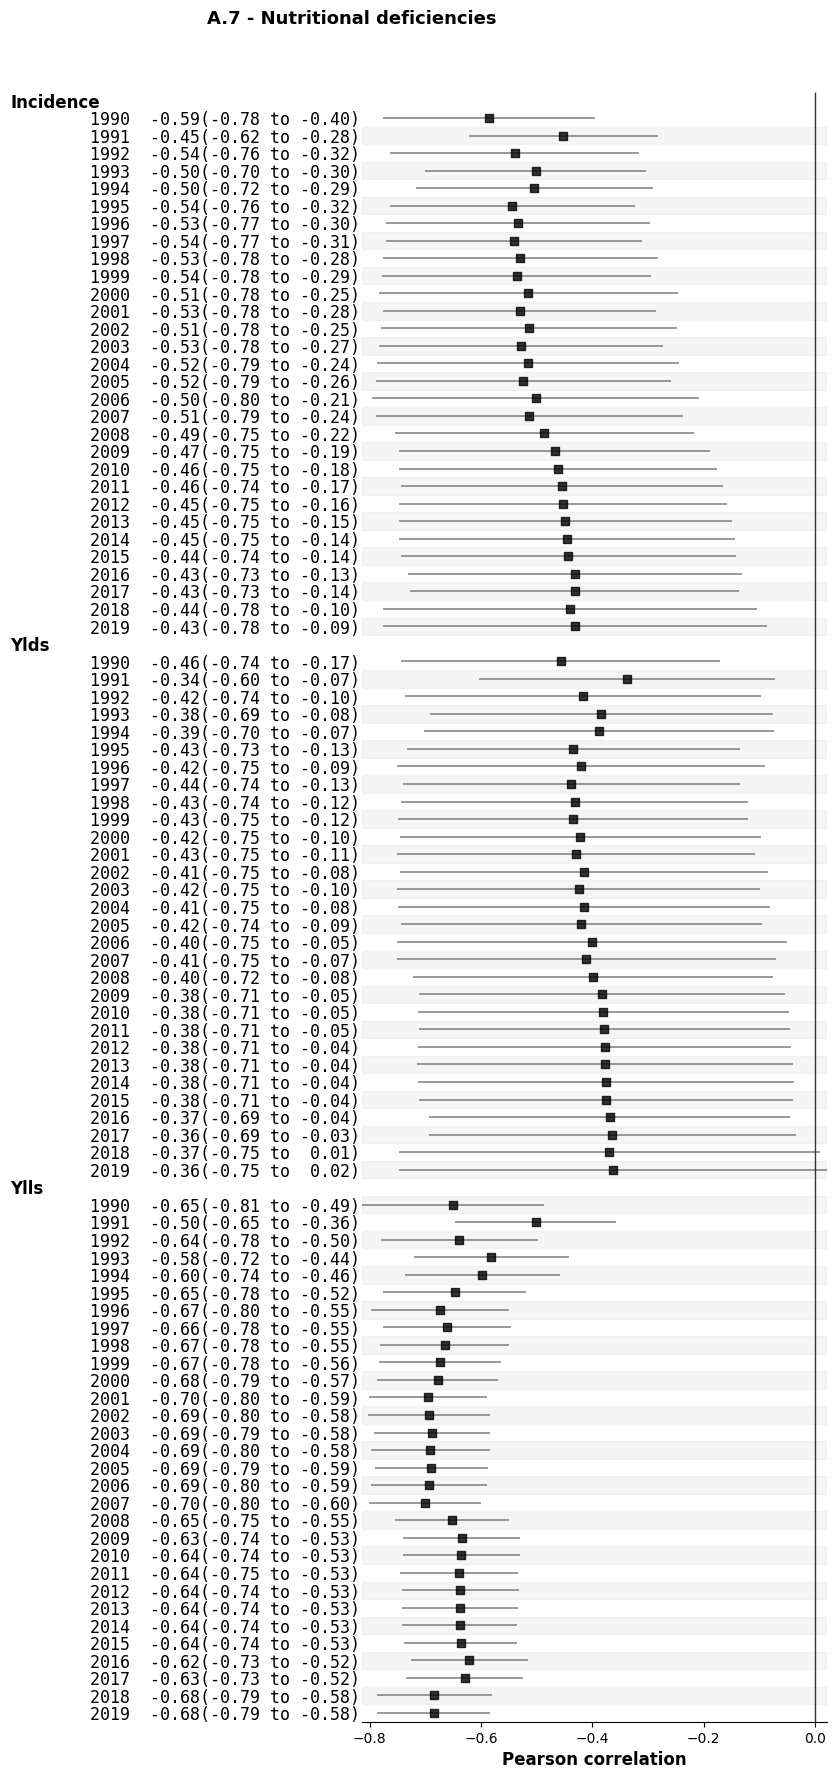 A.7 - Nutritional deficiencies
Incidence
1990 -0.59(-0.78 to -0.40)
1991 -0.45(-0.62 to -0.28)
1992 -0.54(-0.76 to -0.32)
1993 -0.50(-0.70 to -0.30)
1994 -0.50(-0.72 to -0.29)
1995 -0.54(-0.76 to -0.32)
1996 -0.53(-0.77 to -0.30)
1997 -0.54(-0.77 to -0.31)
1998 -0.53(-0.78 to -0.28)
1999 -0.54(-0.78 to -0.29)
2000 -0.51(-0.78 to -0.25)
2001 -0.53(-0.78 to -0.28)
2002 -0.51(-0.78 to -0.25)
2003 -0.53(-0.78 to -0.27)
2004 -0.52(-0.79 to -0.24)
2005 -0.52(-0.79 to -0.26)
2006 -0.50(-0.80 to -0.21)
2007 -0.51(-0.79 to -0.24)
2008 -0.49(-0.75 to -0.22)
2009 -0.47(-0.75 to -0.19)
2010 -0.46(-0.75 to -0.18)
2011 -0.46(-0.74 to -0.17)
2012 -0.45(-0.75 to -0.16)
2013 -0.45(-0.75 to -0.15)
2014 -0.45(-0.75 to -0.14)
2015 -0.44(-0.74 to -0.14)
2016 -0.43(-0.73 to -0.13)
2017 -0.43(-0.73 to -0.14)
2018 -0.44(-0.78 to -0.10)
2019 -0.43(-0.78 to -0.09)
Ylds
1990 -0.46(-0.74 to -0.17)
1991 -0.34(-0.60 to -0.07)
1992 -0.42(-0.74 to -0.10)
1993 -0.38(-0.69 to -0.08)
1994 -0.39(-0.70 to -0.07)
1995 -0.43(-0.73 to -0.13)
1996 -0.42(-0.75 to -0.09)
1997 -0.44(-0.74 to -0.13)
1998 -0.43(-0.74 to -0.12)
1999 -0.43(-0.75 to -0.12)
2000 -0.42(-0.75 to -0.10)
2001 -0.43(-0.75 to -0.11)
2002 -0.41(-0.75 to -0.08)
2003 -0.42(-0.75 to -0.10)
2004 -0.41(-0.75 to -0.08)
2005 -0.42(-0.74 to -0.09)
2006 -0.40(-0.75 to -0.05)
2007 -0.41(-0.75 to -0.07)
2008 -0.40(-0.72 to -0.08)
2009 -0.38(-0.71 to -0.05)
2010 -0.38(-0.71 to -0.05)
2011 -0.38(-0.71 to -0.05)
2012 -0.38(-0.71 to -0.04)
2013 -0.38(-0.71 to -0.04)
2014 -0.38(-0.71 to -0.04)
2015 -0.38(-0.71 to -0.04)
2016 -0.37(-0.69 to -0.04)
2017 -0.36(-0.69 to -0.03)
2018 -0.37(-0.75 to 0.01)
2019 -0.36(-0.75 to 0.02)
Ylls
1990 -0.65(-0.81 to -0.49)
1991 -0.50(-0.65 to -0.36)
1992 -0.64(-0.78 to -0.50)
1993 -0.58(-0.72 to -0.44)
1994 -0.60(-0.74 to -0.46)
1995 -0.65(-0.78 to -0.52)
1996 -0.67(-0.80 to -0.55)
1997 -0.66(-0.78 to -0.55)
1998 -0.67(-0.78 to -0.55)
1999 -0.67(-0.78 to -0.56)
2000 -0.68(-0.79 to -0.57)
2001 -0.70(-0.80 to -0.59)
2002 -0.69(-0.80 to -0.58)
2003 -0.69(-0.79 to -0.58)
2004 -0.69(-0.80 to -0.58)
2005 -0.69(-0.79 to -0.59)
2006 -0.69(-0.80 to -0.59)
2007 -0.70(-0.80 to -0.60)
2008 -0.65(-0.75 to -0.55)
2009 -0.63(-0.74 to -0.53)
2010 -0.64(-0.74 to -0.53)
2011 -0.64(-0.75 to -0.53)
2012 -0.64(-0.74 to -0.53)
2013 -0.64(-0.74 to -0.53)
2014 -0.64(-0.74 to -0.53)
2015 -0.64(-0.74 to -0.53)
2016 -0.62(-0.73 to -0.52)
2017 -0.63(-0.73 to -0.52)
2018 -0.68(-0.79 to -0.58)
2019 -0.68(-0.79 to -0.58)
−0.8 −0.6 −0.4 −0.2 0.0
Pearson correlation